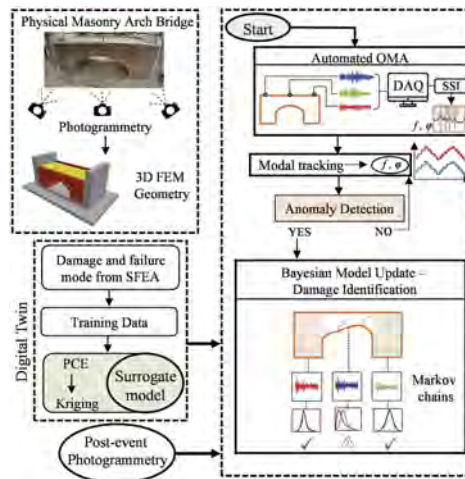 Physical Masonry Arch Bridge
Photogrammetry
3D FEM
Geometry
Digital Twin
Damage and failure
mode from SFEA
Training Data
PCE
Kriging
Surrogate
model
Post-event
Photogrammetry
Start
Automated OMA
DAQ
SSI
f, φ
Modal tracking
f, φ
Anomaly Detection
YES
NO
Bayesian Model Update –
Damage Identification
Markov
chains